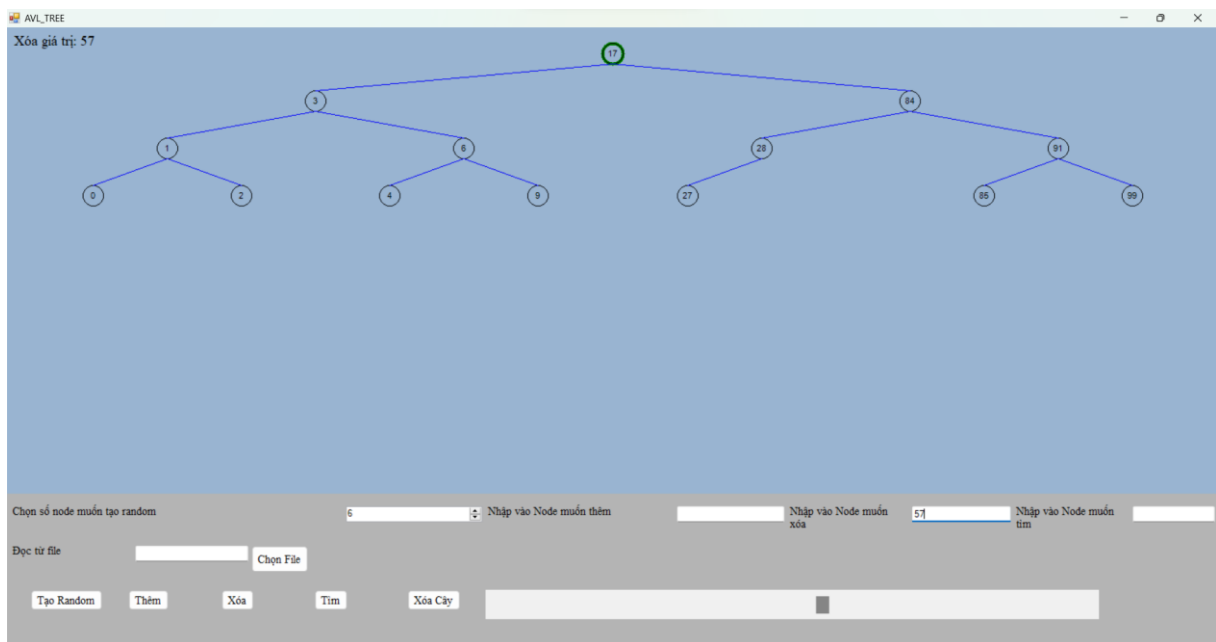 AVL_TREE
Xóa giá trị: 57
17
3 84
1 6 28 91
0 2 4 9 27 85 99
Chọn số node muốn tạo random 6 Nhập vào Node muốn thêm Nhập vào Node muốn 57 Nhập vào Node muốn
xóa tìm
Đọc từ file Chọn File
Tạo Random Thêm Xóa Tìm Xóa Cây